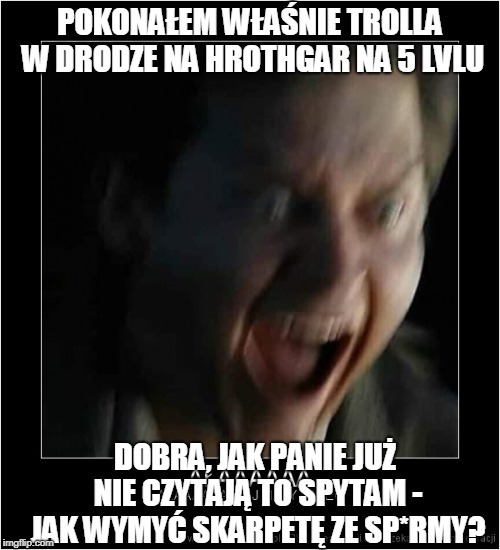 POKONAŁEM WŁAŚNIE TROLLA
W DRODZE NA HROTHGAR NA 5 LVLU
DOBRA, JAK PANIE JUŻ
NIE CZYTAJĄ TO SPYTAM -
JAK WYMYĆ SKARPETĘ ZE SP*RMY?
imgflip.com